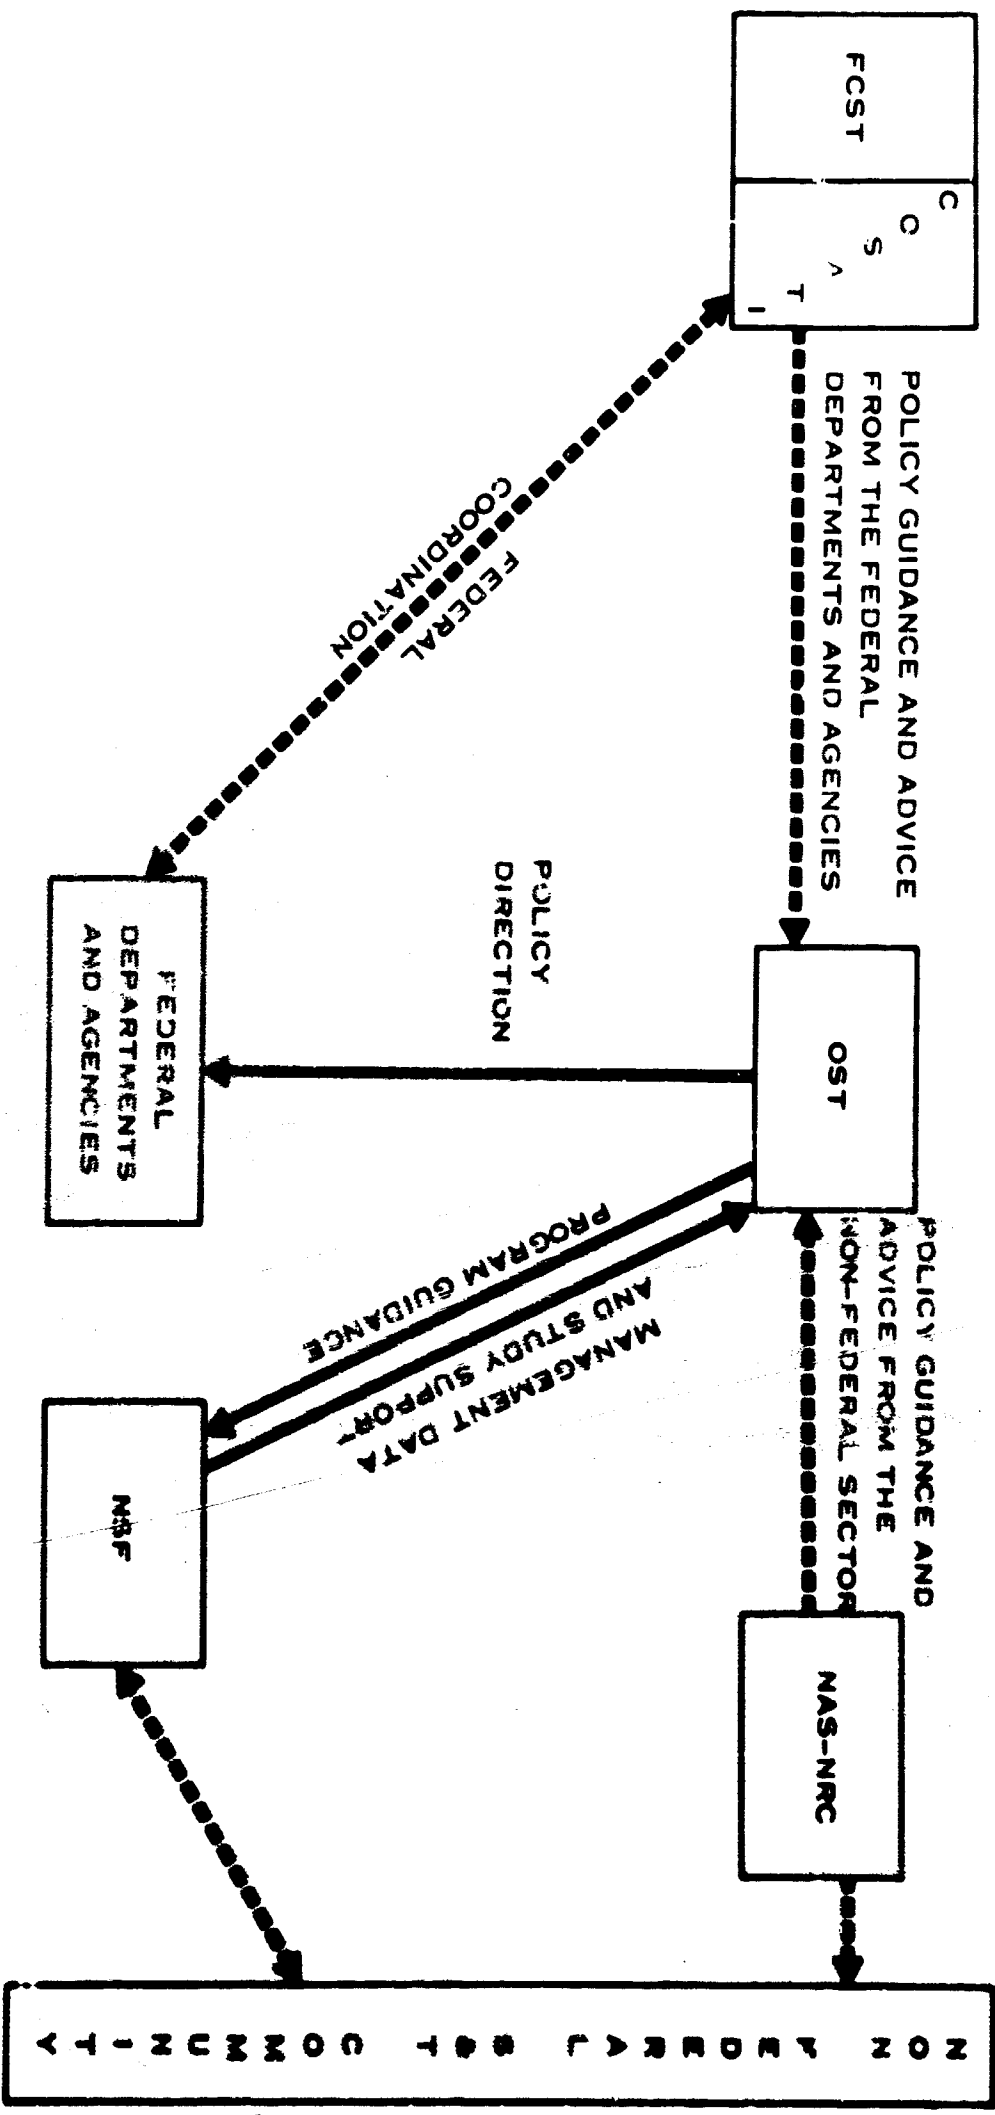 FCST
COSATI
POLICY GUIDANCE AND ADVICE
FROM THE FEDERAL
DEPARTMENTS AND AGENCIES
OST
POLICY GUIDANCE AND
ADVICE FROM THE
NON-FEDERAL SECTOR
NAS-NRC
FEDERAL
COORDINATION
POLICY
DIRECTION
PROGRAM GUIDANCE
MANAGEMENT DATA
AND STUDY SUPPORT
FEDERAL
DEPARTMENTS
AND AGENCIES
NSF
NON FEDERAL S&T COMMUNITY